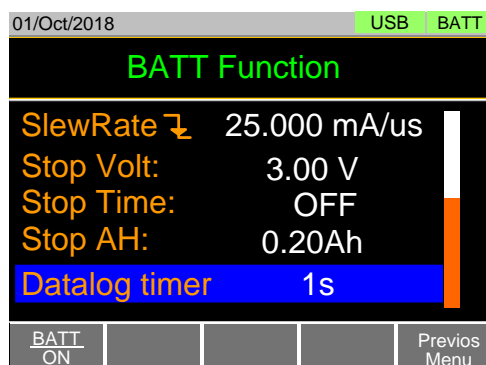 01/Oct/2018 USB BATT
BATT Function
SlewRate 25.000 mA/us
Stop Volt: 3.00 V
Stop Time: OFF
Stop AH: 0.20Ah
Datalog timer 1s
BATT
ON
Previos
Menu